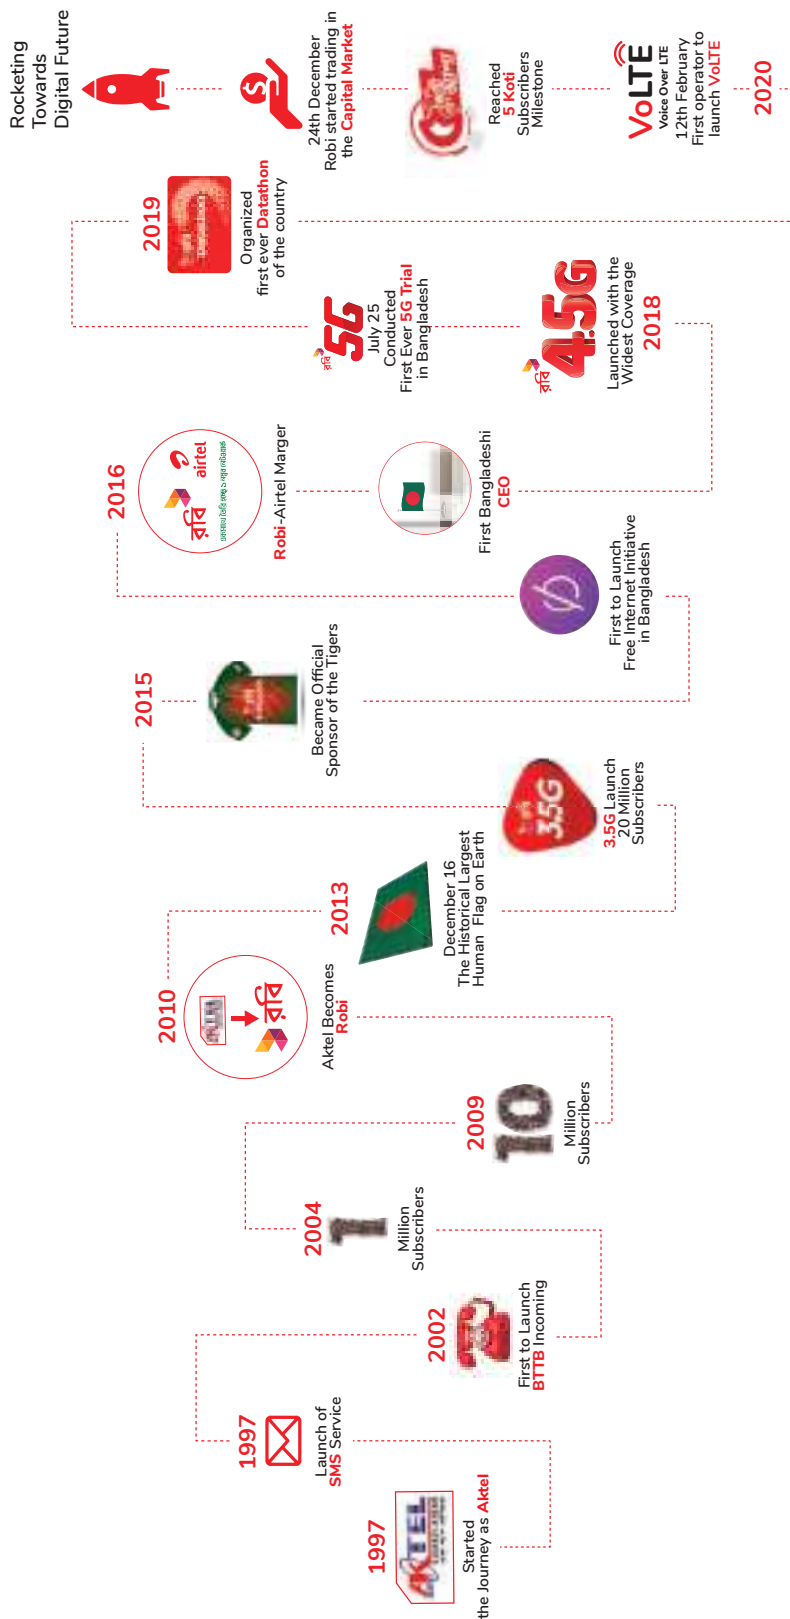 1997
AKTEL
Started
the Journey as Aktel
1997
Launch of
SMS Service
2002
First to Launch
BTTB Incoming
2004
1
Million
Subscribers
2009
10
Million
Subscribers
2010
রবি
Aktel Becomes
Robi
2013
December 16
The Historical Largest
Human Flag on Earth
3.5G
3.5G Launch
20 Million
Subscribers
2015
Became Official
Sponsor of the Tigers
First to Launch
Free Internet Initiative
in Bangladesh
2016
রবি
airtel
Robi-Airtel Marger
First Bangladeshi
CEO
রবি
4.5G
Launched with the
Widest Coverage
2018
রবি
5G
July 25
Conducted
First Ever 5G Trial
in Bangladesh
2019
Organized
first ever Datathon
of the country
2020
VoLTE
Voice Over LTE
12th February
First operator to
launch VoLTE
Reached
5 Koti
Subscribers
Milestone
24th December
Robi started trading in
the Capital Market
Rocketing
Towards
Digital Future